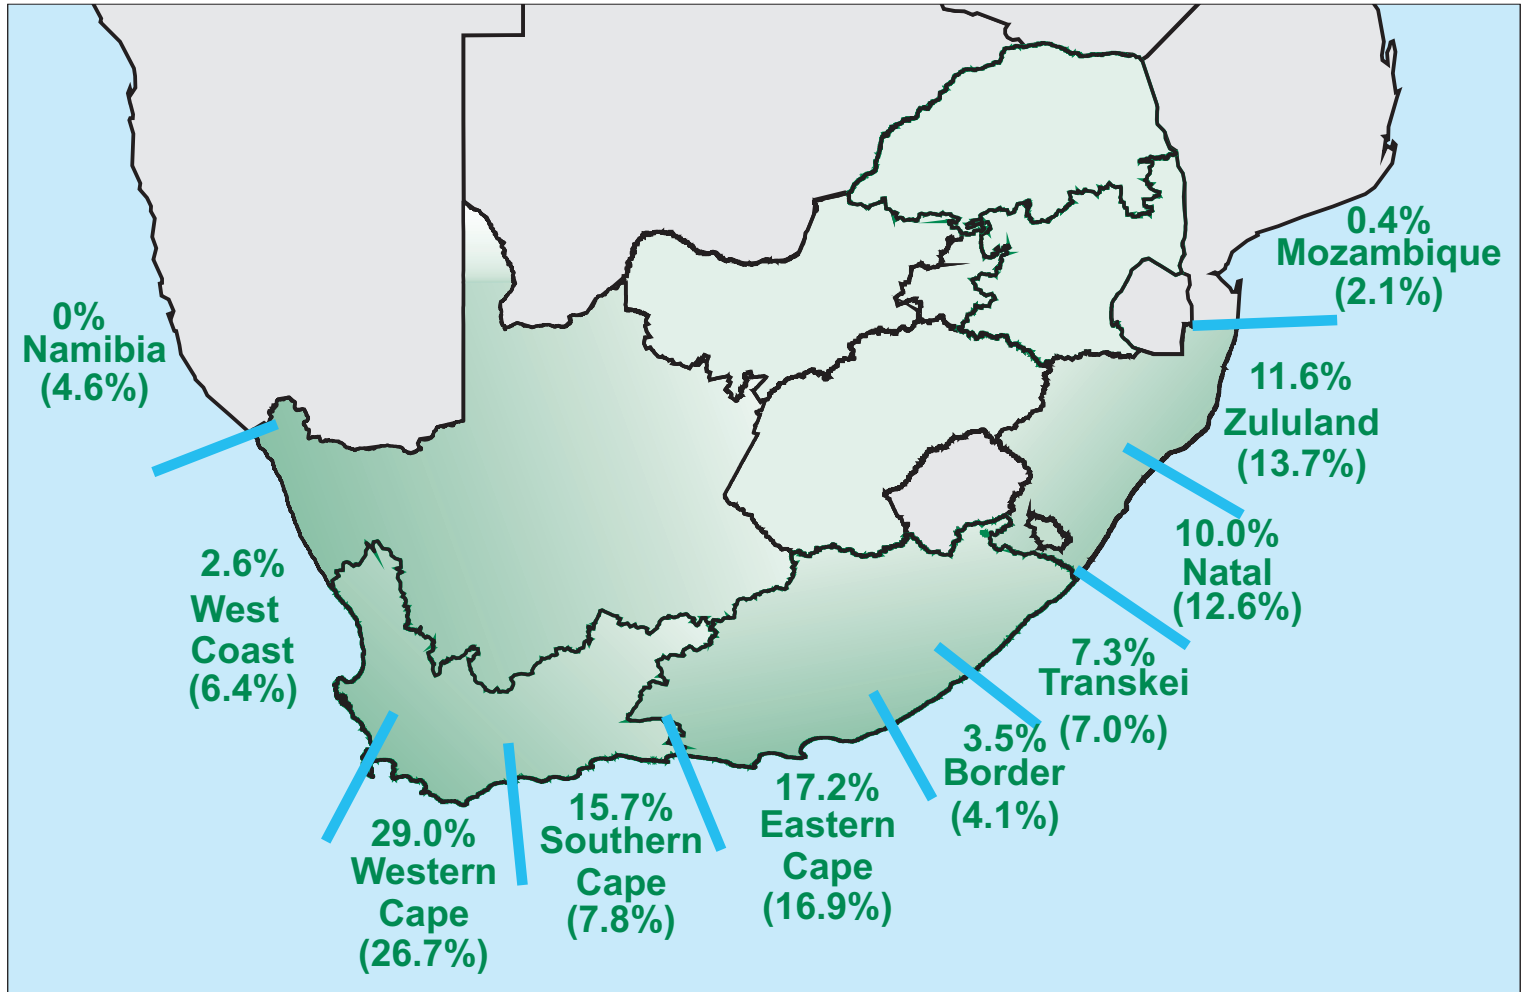 0%
Namibia
(4.6%)
2.6%
West
Coast
(6.4%)
29.0%
Western
Cape
(26.7%)
15.7%
Southern
Cape
(7.8%)
17.2%
Eastern
Cape
(16.9%)
3.5%
Border
(4.1%)
7.3%
Transkei
(7.0%)
10.0%
Natal
(12.6%)
11.6%
Zululand
(13.7%)
0.4%
Mozambique
(2.1%)